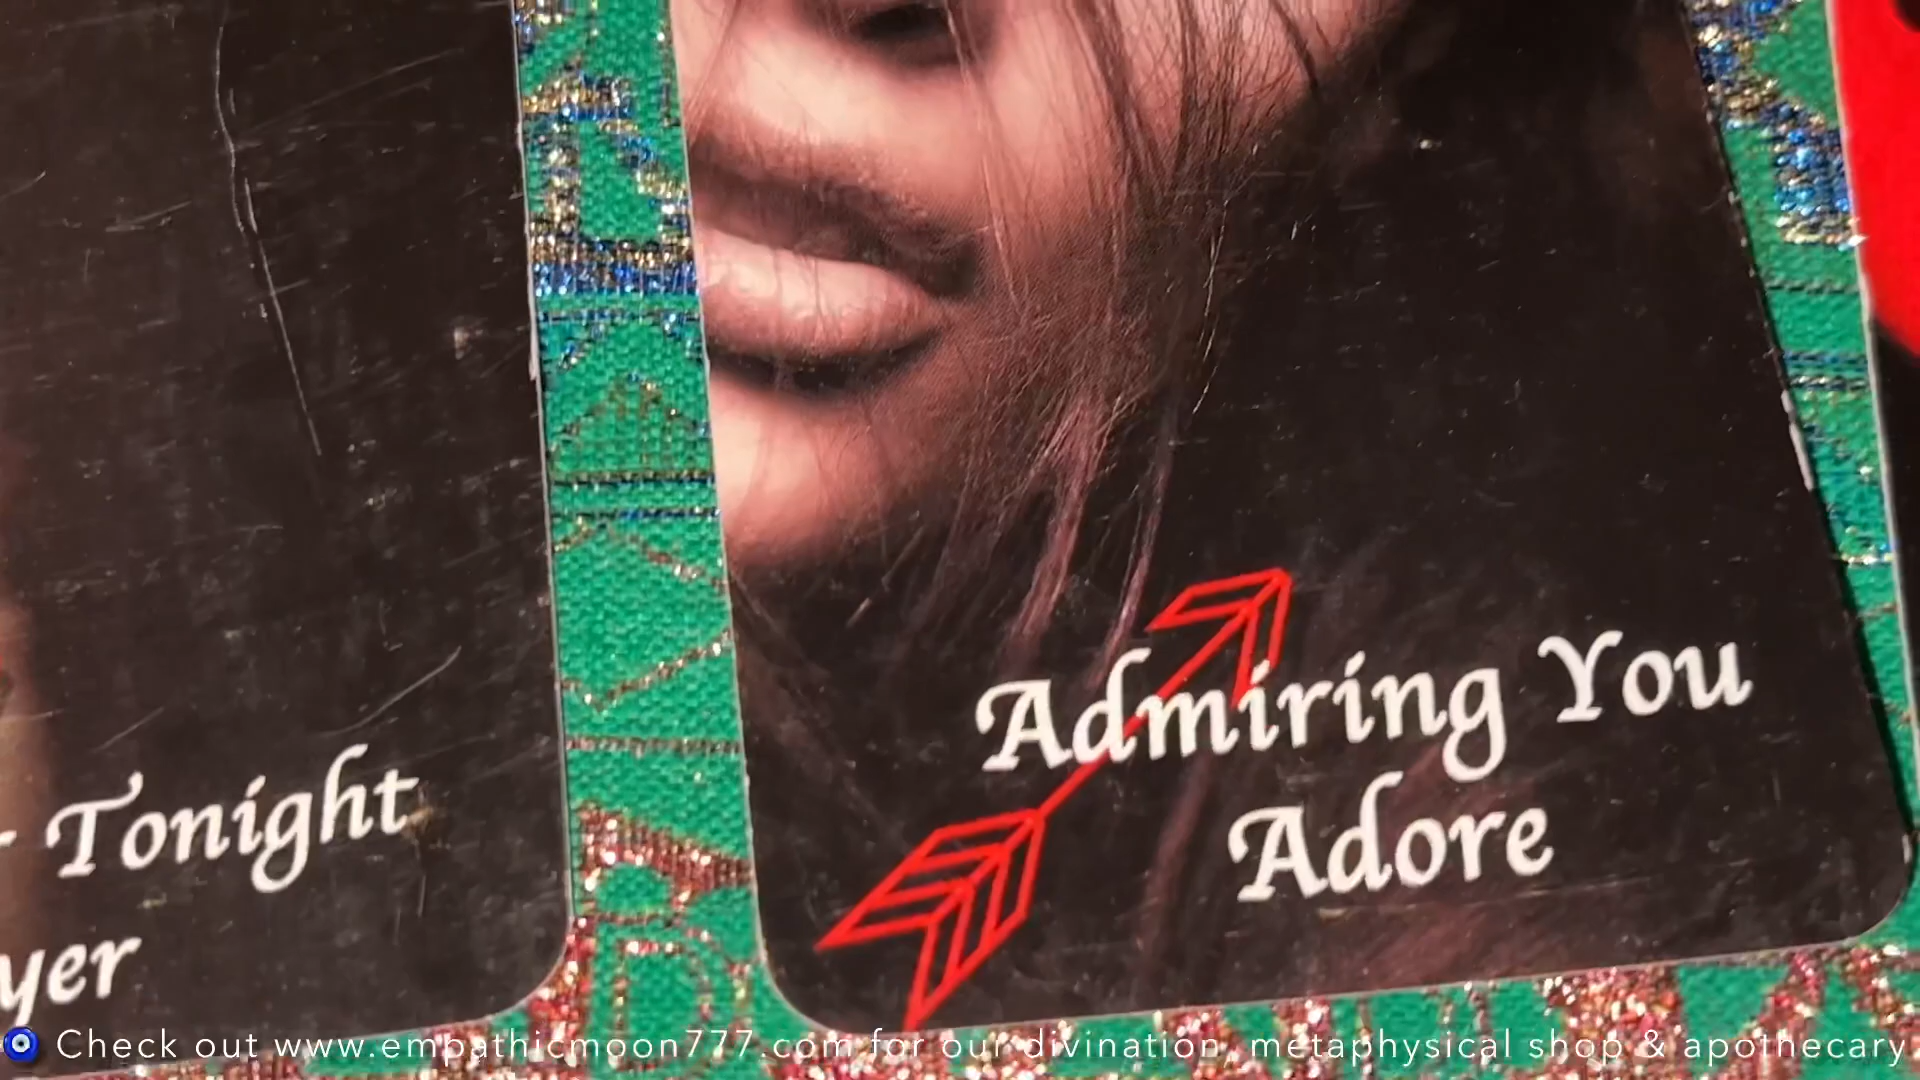 Tonight
yer
Admiring You
Adore
Check out www.empathicmoon777.com for our divination, metaphysical shop & apothecary